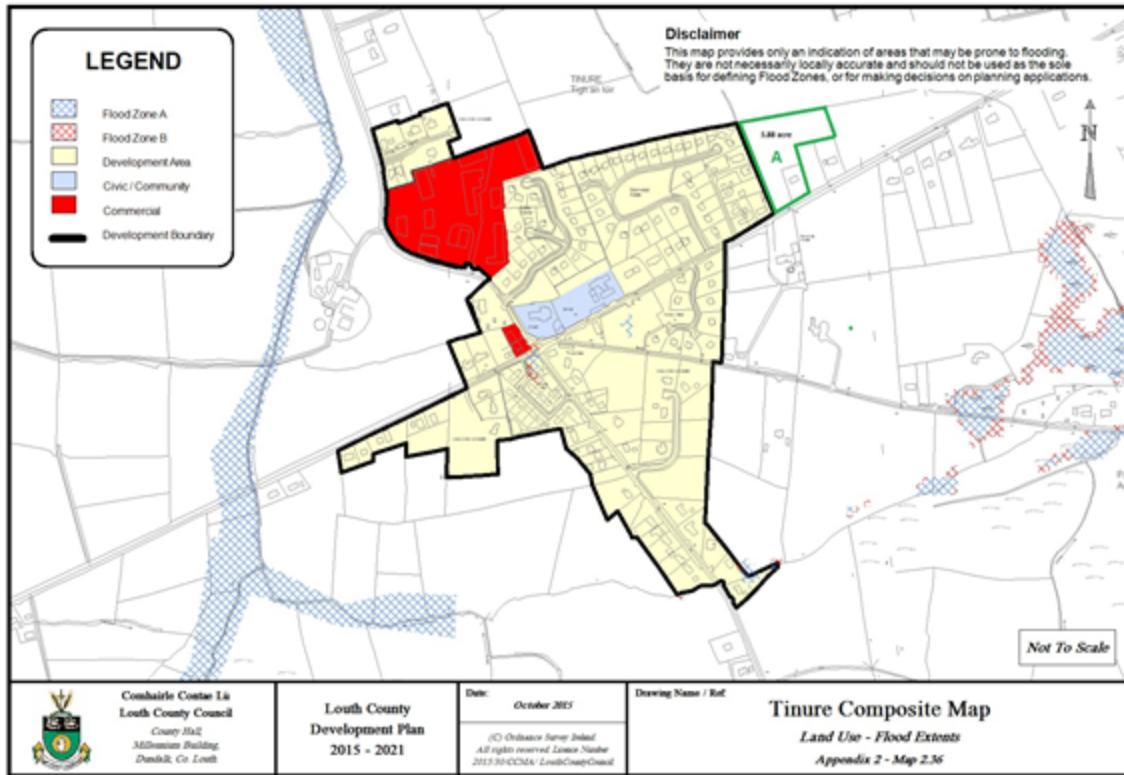 LEGEND
Flood Zone A
Flood Zone B
Development Area
Civic / Community
Commercial
Development Boundary
Disclaimer
This map provides only an indication of areas that may be prone to flooding.
They are not necessarily locally accurate and should not be used as the sole
basis for defining Flood Zones, or for making decisions on planning applications.
TINURE
N
A
Not To Scale
Comhairle Contae Lú
Louth County Council
County Hall,
Millennium Building,
Dundalk, Co. Louth
Louth County
Development Plan
2015 - 2021
Date:
October 2015
(C) Ordnance Survey Ireland
All rights reserved. Licence Number
2015/30/CCMA/ LouthCountyCouncil
Drawing Name / Ref:
Tinure Composite Map
Land Use - Flood Extents
Appendix 2 - Map 2.36